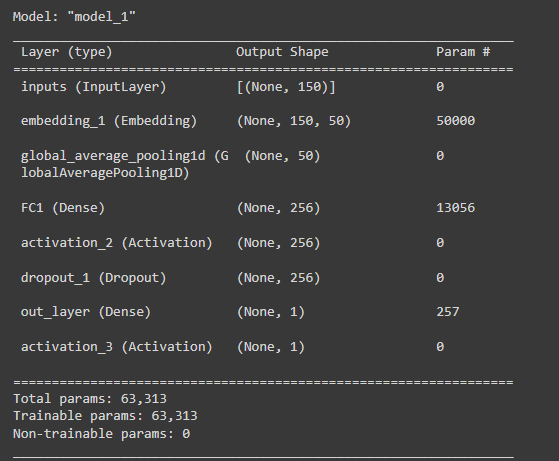 Model: "model_1"
Layer (type) Output Shape Param #
inputs (InputLayer) [(None, 150)] 0
embedding_1 (Embedding) (None, 150, 50) 50000
global_average_pooling1d (G (None, 50) 0
lobalAveragePooling1D)
FC1 (Dense) (None, 256) 13056
activation_2 (Activation) (None, 256) 0
dropout_1 (Dropout) (None, 256) 0
out_layer (Dense) (None, 1) 257
activation_3 (Activation) (None, 1) 0
Total params: 63,313
Trainable params: 63,313
Non-trainable params: 0